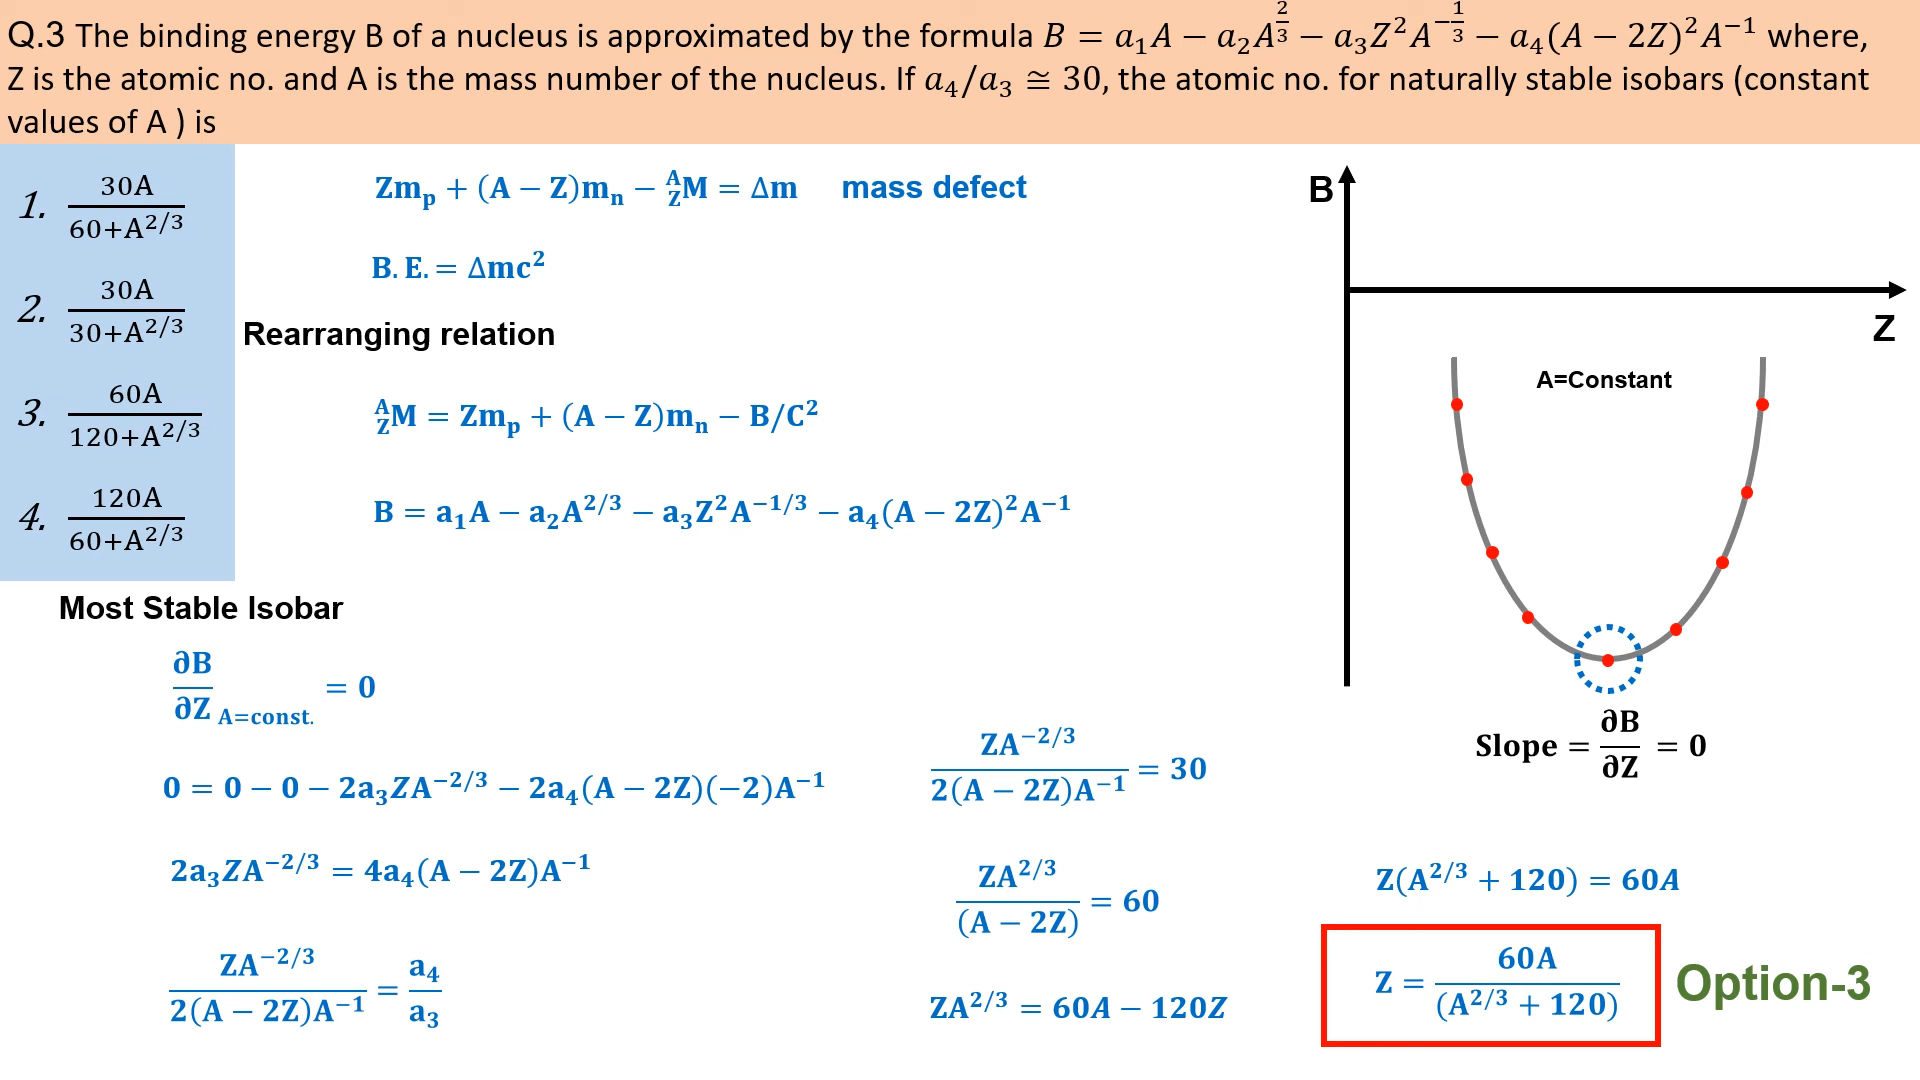 Q.3 The binding energy B of a nucleus is approximated by the formula B = a₁A − a₂A^(2/3) − a₃Z²A^(−1/3) − a₄(A − 2Z)²A⁻¹ where,
Z is the atomic no. and A is the mass number of the nucleus. If a₄/a₃ ≅ 30, the atomic no. for naturally stable isobars (constant
values of A ) is
1. 30A/(60+A^(2/3))
2. 30A/(30+A^(2/3))
3. 60A/(120+A^(2/3))
4. 120A/(60+A^(2/3))
Zmₚ + (A − Z)mₙ − ᴬ_Z M = Δm mass defect
B. E. = Δmc²
Rearranging relation
ᴬ_Z M = Zmₚ + (A − Z)mₙ − B/C²
B = a₁A − a₂A^(2/3) − a₃Z²A^(−1/3) − a₄(A − 2Z)²A⁻¹
Most Stable Isobar
∂B/∂Z A=const. = 0
0 = 0 − 0 − 2a₃ZA^(−2/3) − 2a₄(A − 2Z)(−2)A⁻¹
2a₃ZA^(−2/3) = 4a₄(A − 2Z)A⁻¹
ZA^(−2/3)/2(A − 2Z)A⁻¹ = a₄/a₃
ZA^(−2/3)/2(A − 2Z)A⁻¹ = 30
ZA^(2/3)/(A − 2Z) = 60
ZA^(2/3) = 60A − 120Z
B
Z
A=Constant
Slope = ∂B/∂Z = 0
Z(A^(2/3) + 120) = 60A
Z = 60A/(A^(2/3) + 120)
Option-3